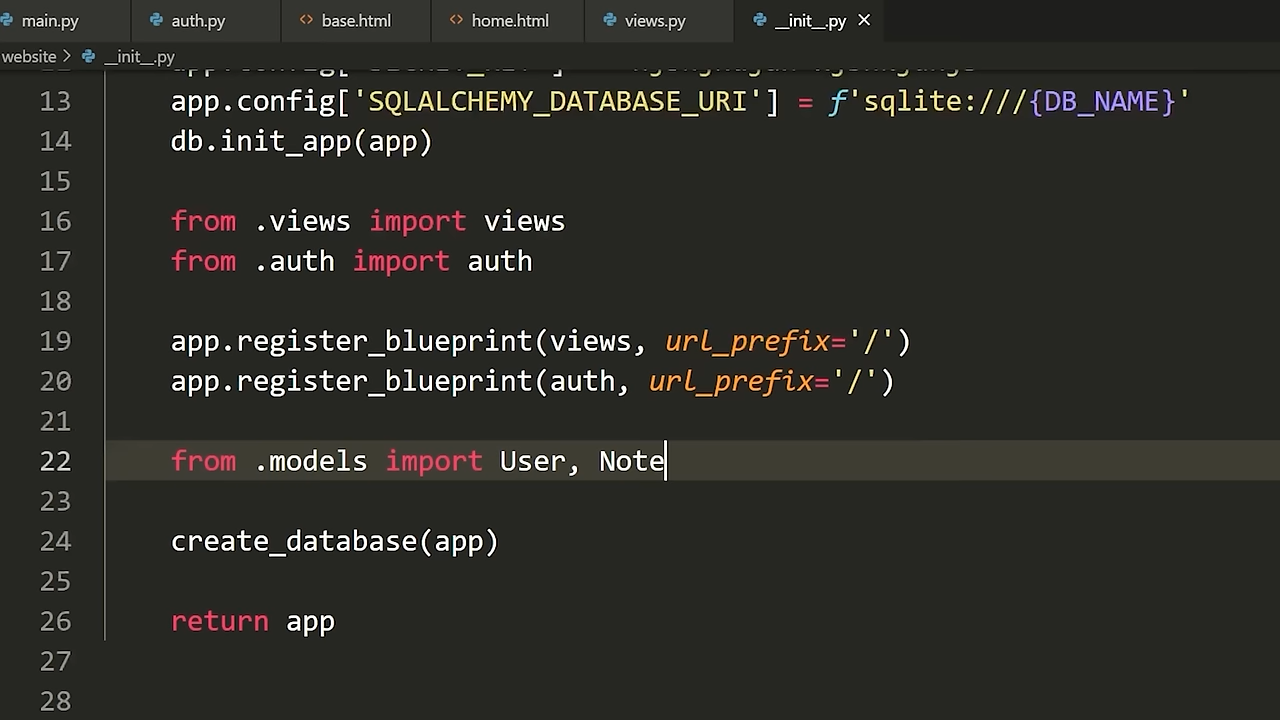 main.py auth.py base.html home.html views.py __init__.py ×
website > __init__.py
13 app.config['SQLALCHEMY_DATABASE_URI'] = f'sqlite:///{DB_NAME}'
14 db.init_app(app)
15
16 from .views import views
17 from .auth import auth
18
19 app.register_blueprint(views, url_prefix='/')
20 app.register_blueprint(auth, url_prefix='/')
21
22 from .models import User, Note
23
24 create_database(app)
25
26 return app
27
28